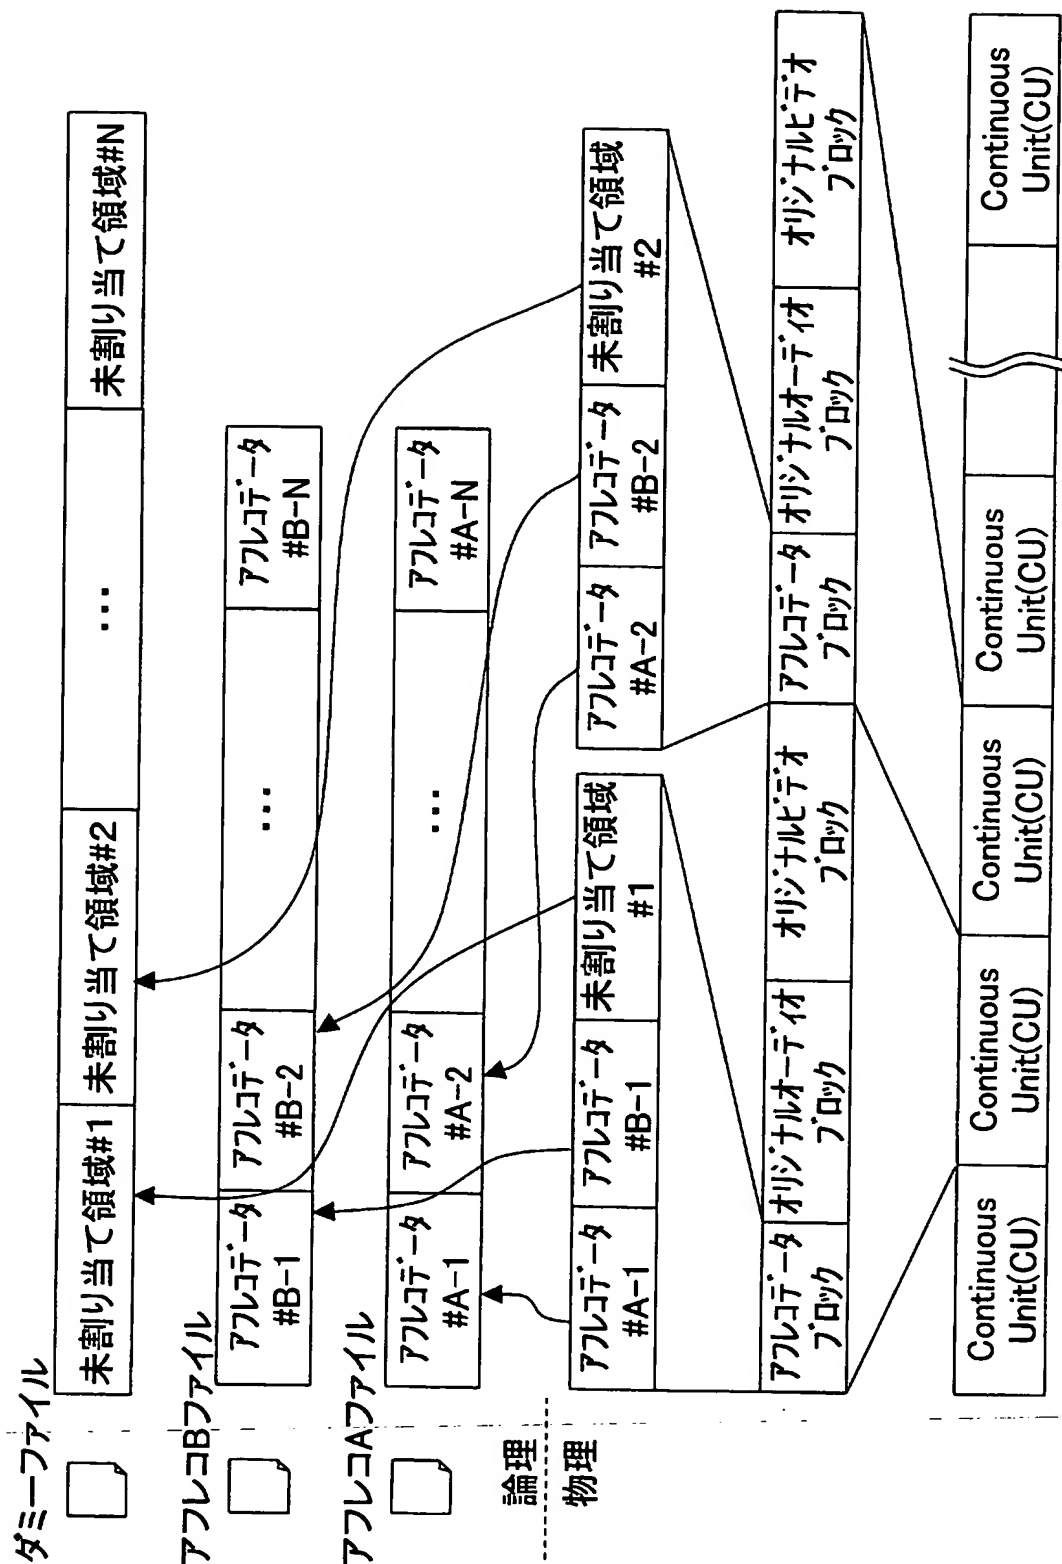 ダミーファイル
未割り当て領域#1
未割り当て領域#2
...
未割り当て領域#N
アフレコBファイル
アフレコデータ
#B-1
アフレコデータ
#B-2
...
アフレコデータ
#B-N
アフレコAファイル
アフレコデータ
#A-1
アフレコデータ
#A-2
...
アフレコデータ
#A-N
論理
物理
アフレコデータ
#A-1
アフレコデータ
#B-1
未割り当て領域
#1
アフレコデータ
#A-2
アフレコデータ
#B-2
未割り当て領域
#2
アフレコデータ
ブロック
オリジナルオーディオ
ブロック
オリジナルビデオ
ブロック
アフレコデータ
ブロック
オリジナルオーディオ
ブロック
オリジナルビデオ
ブロック
Continuous
Unit(CU)
Continuous
Unit(CU)
Continuous
Unit(CU)
Continuous
Unit(CU)
Continuous
Unit(CU)